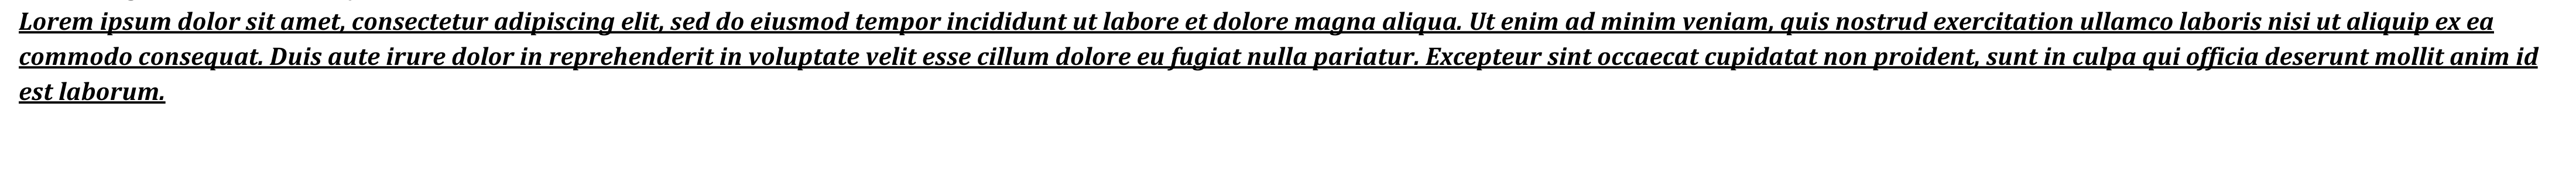 Lorem ipsum dolor sit amet, consectetur adipiscing elit, sed do eiusmod tempor incididunt ut labore et dolore magna aliqua. Ut enim ad minim veniam, quis nostrud exercitation ullamco laboris nisi ut aliquip ex ea
commodo consequat. Duis aute irure dolor in reprehenderit in voluptate velit esse cillum dolore eu fugiat nulla pariatur. Excepteur sint occaecat cupidatat non proident, sunt in culpa qui officia deserunt mollit anim id
est laborum.